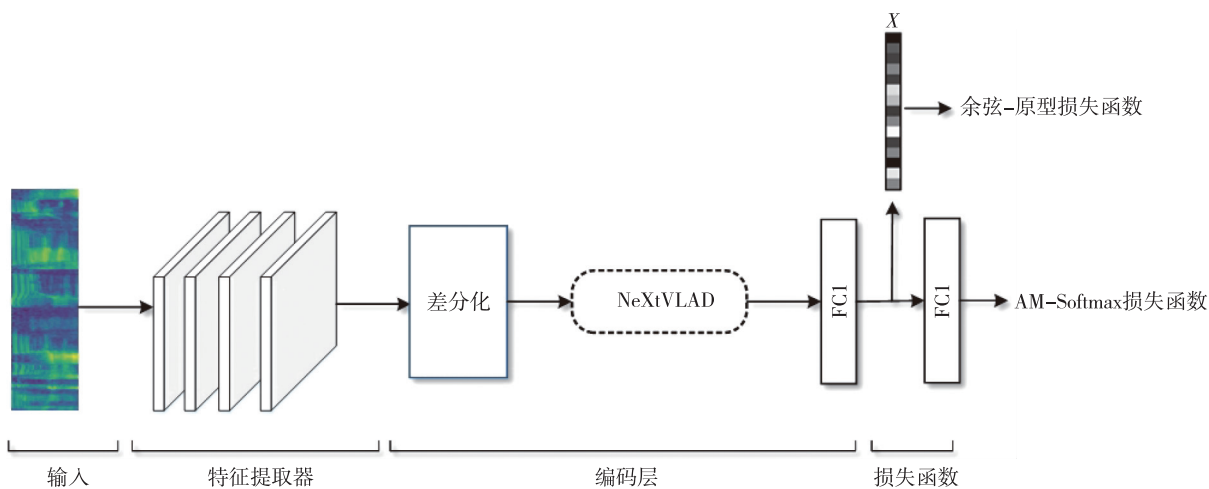 X
余弦-原型损失函数
差分化
NeXtVLAD
FC1
FC1
AM-Softmax损失函数
输入
特征提取器
编码层
损失函数